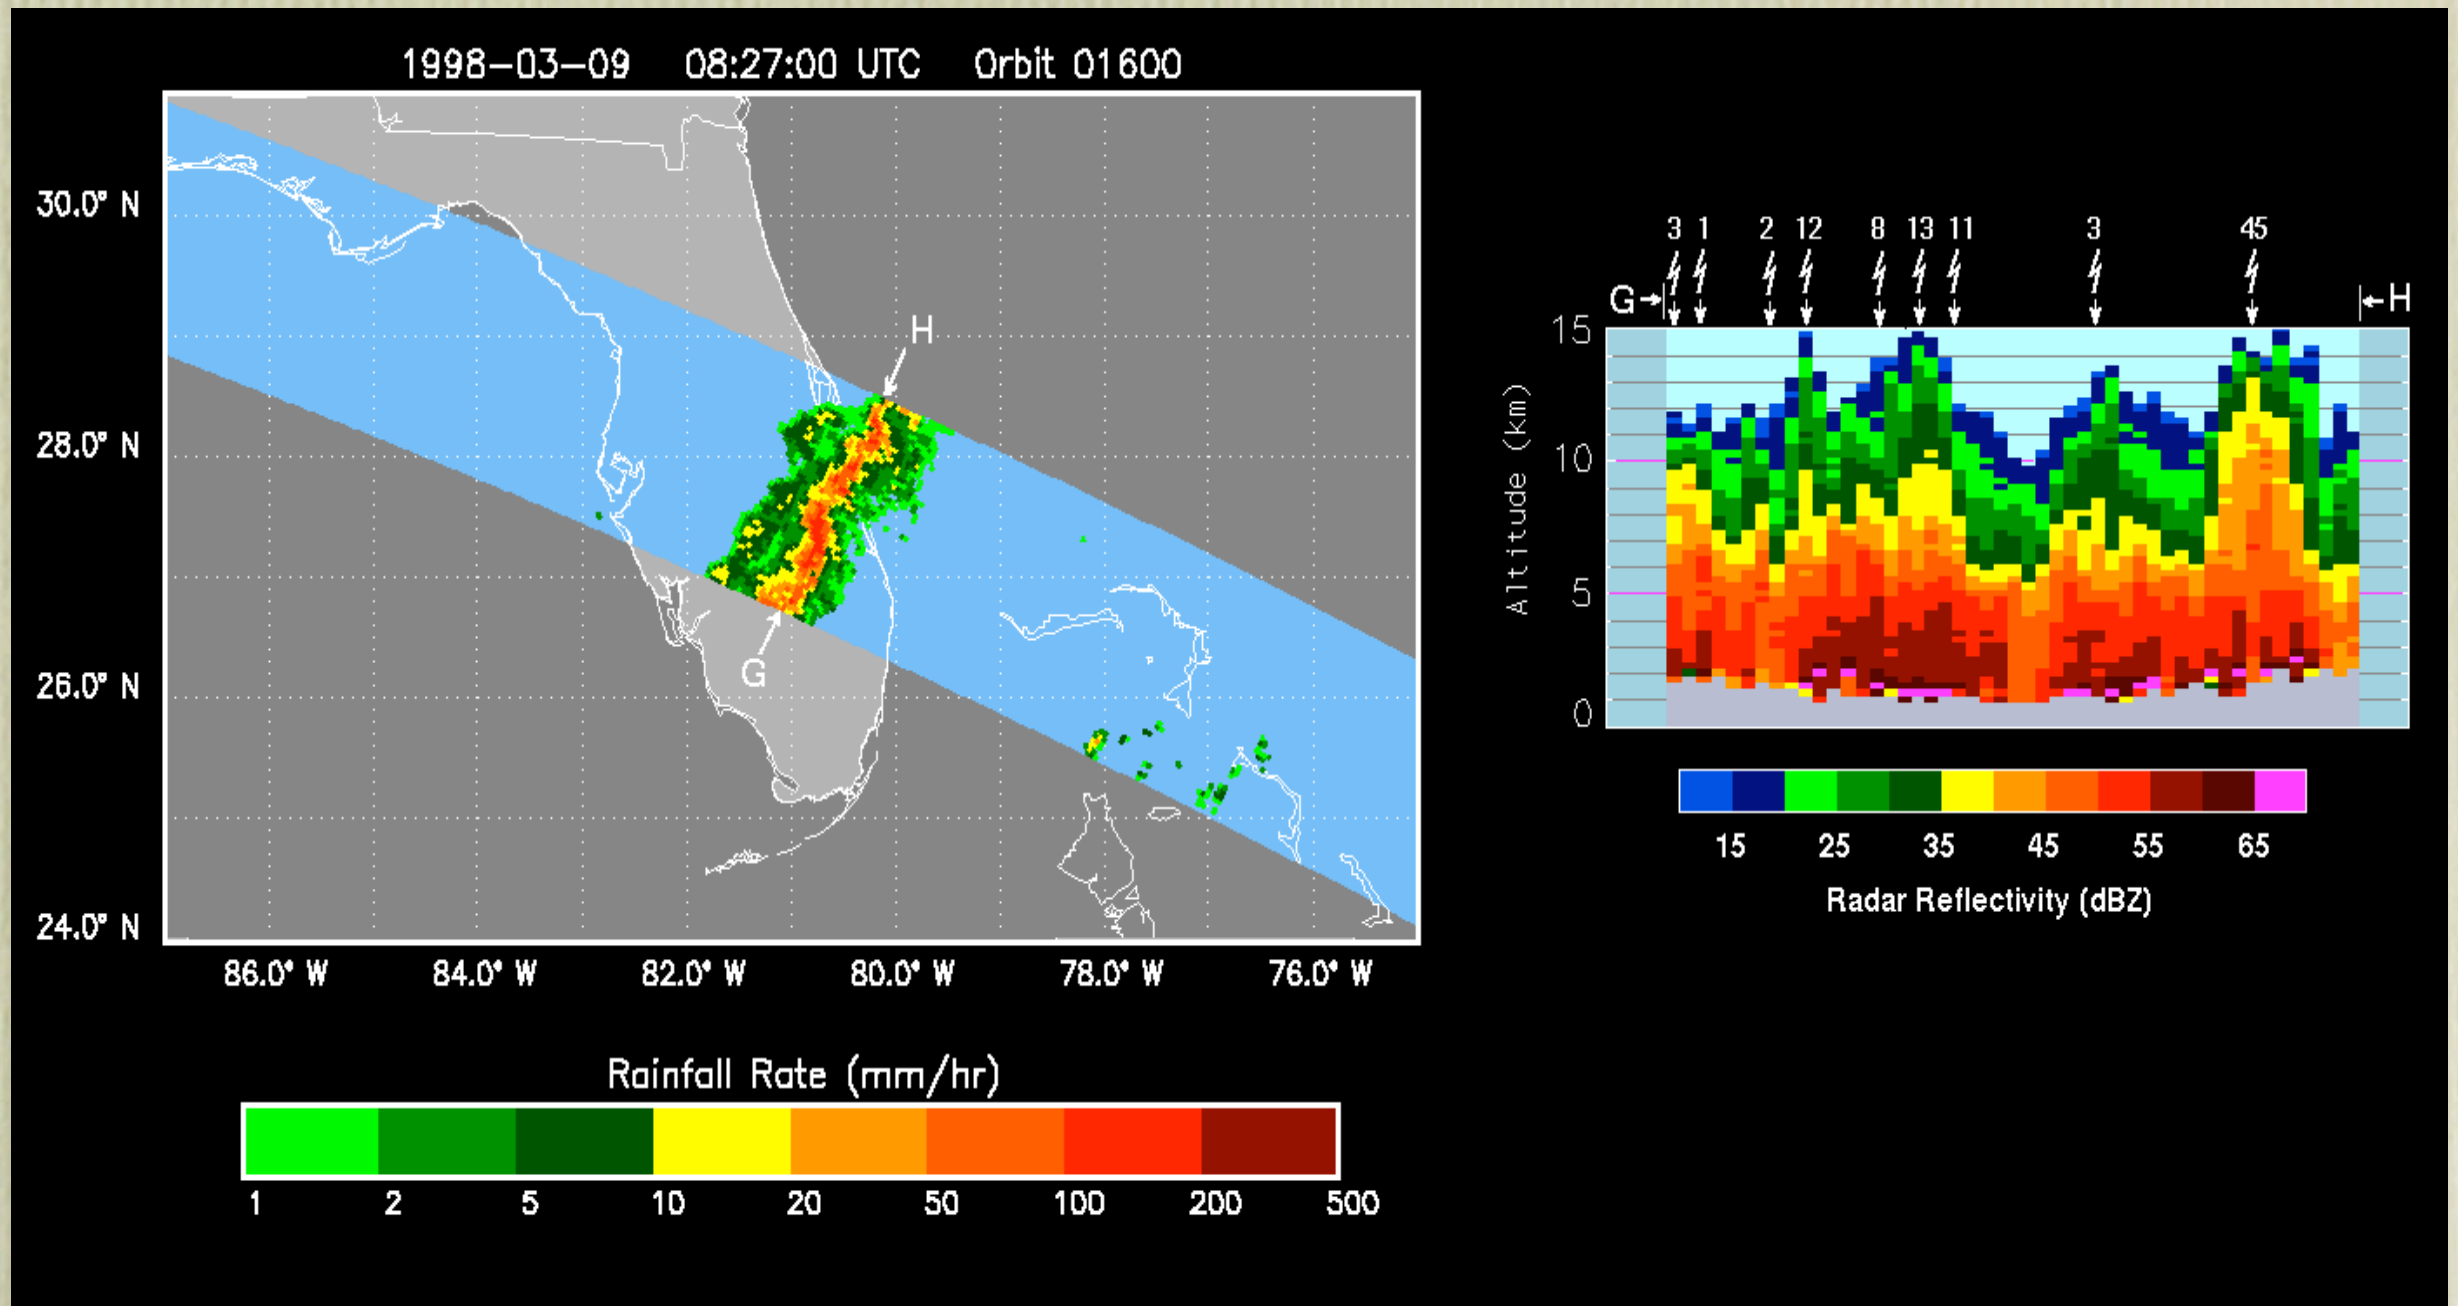 1998-03-09 08:27:00 UTC Orbit 01600
30.0° N
28.0° N
26.0° N
24.0° N
H
G
86.0° W 84.0° W 82.0° W 80.0° W 78.0° W 76.0° W
Rainfall Rate (mm/hr)
1 2 5 10 20 50 100 200 500
3 1 2 12 8 13 11 3 45
G H
15
10
5
0
Altitude (km)
15 25 35 45 55 65
Radar Reflectivity (dBZ)